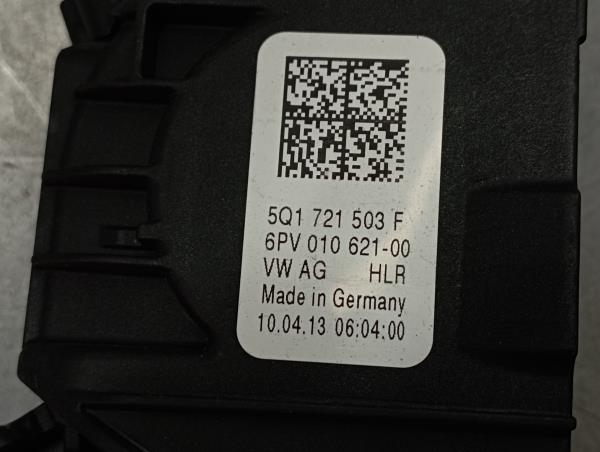 5Q1 721 503 F
6PV 010 621-00
VW AG HLR
Made in Germany
10.04.13 06:04:00